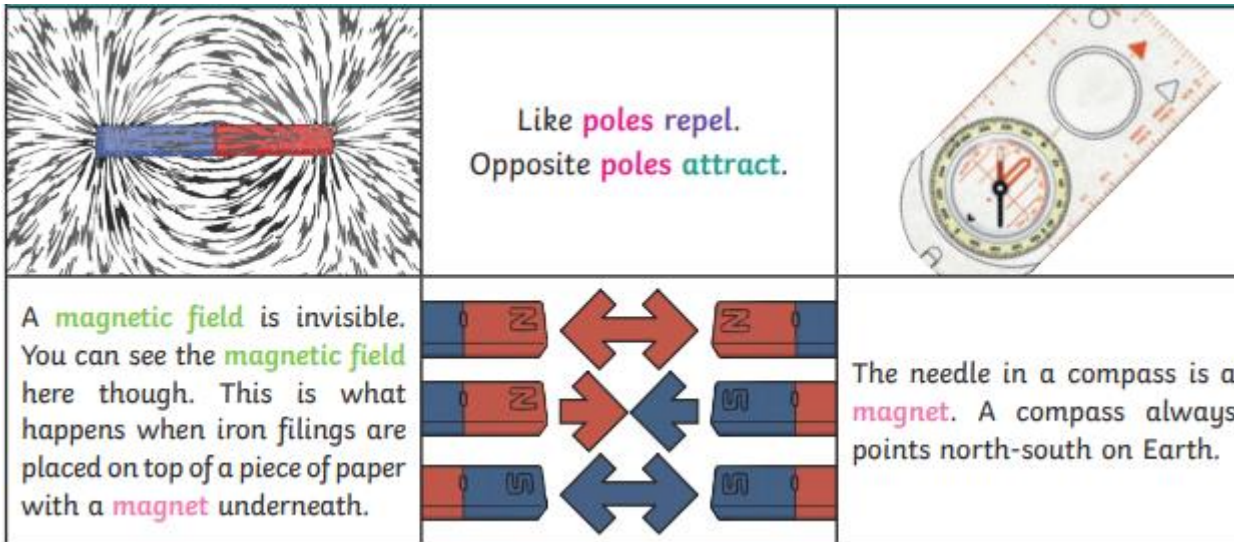 Like poles repel.
Opposite poles attract.
A magnetic field is invisible.
You can see the magnetic field
here though. This is what
happens when iron filings are
placed on top of a piece of paper
with a magnet underneath.
N N
N S
S S
The needle in a compass is a
magnet. A compass always
points north-south on Earth.